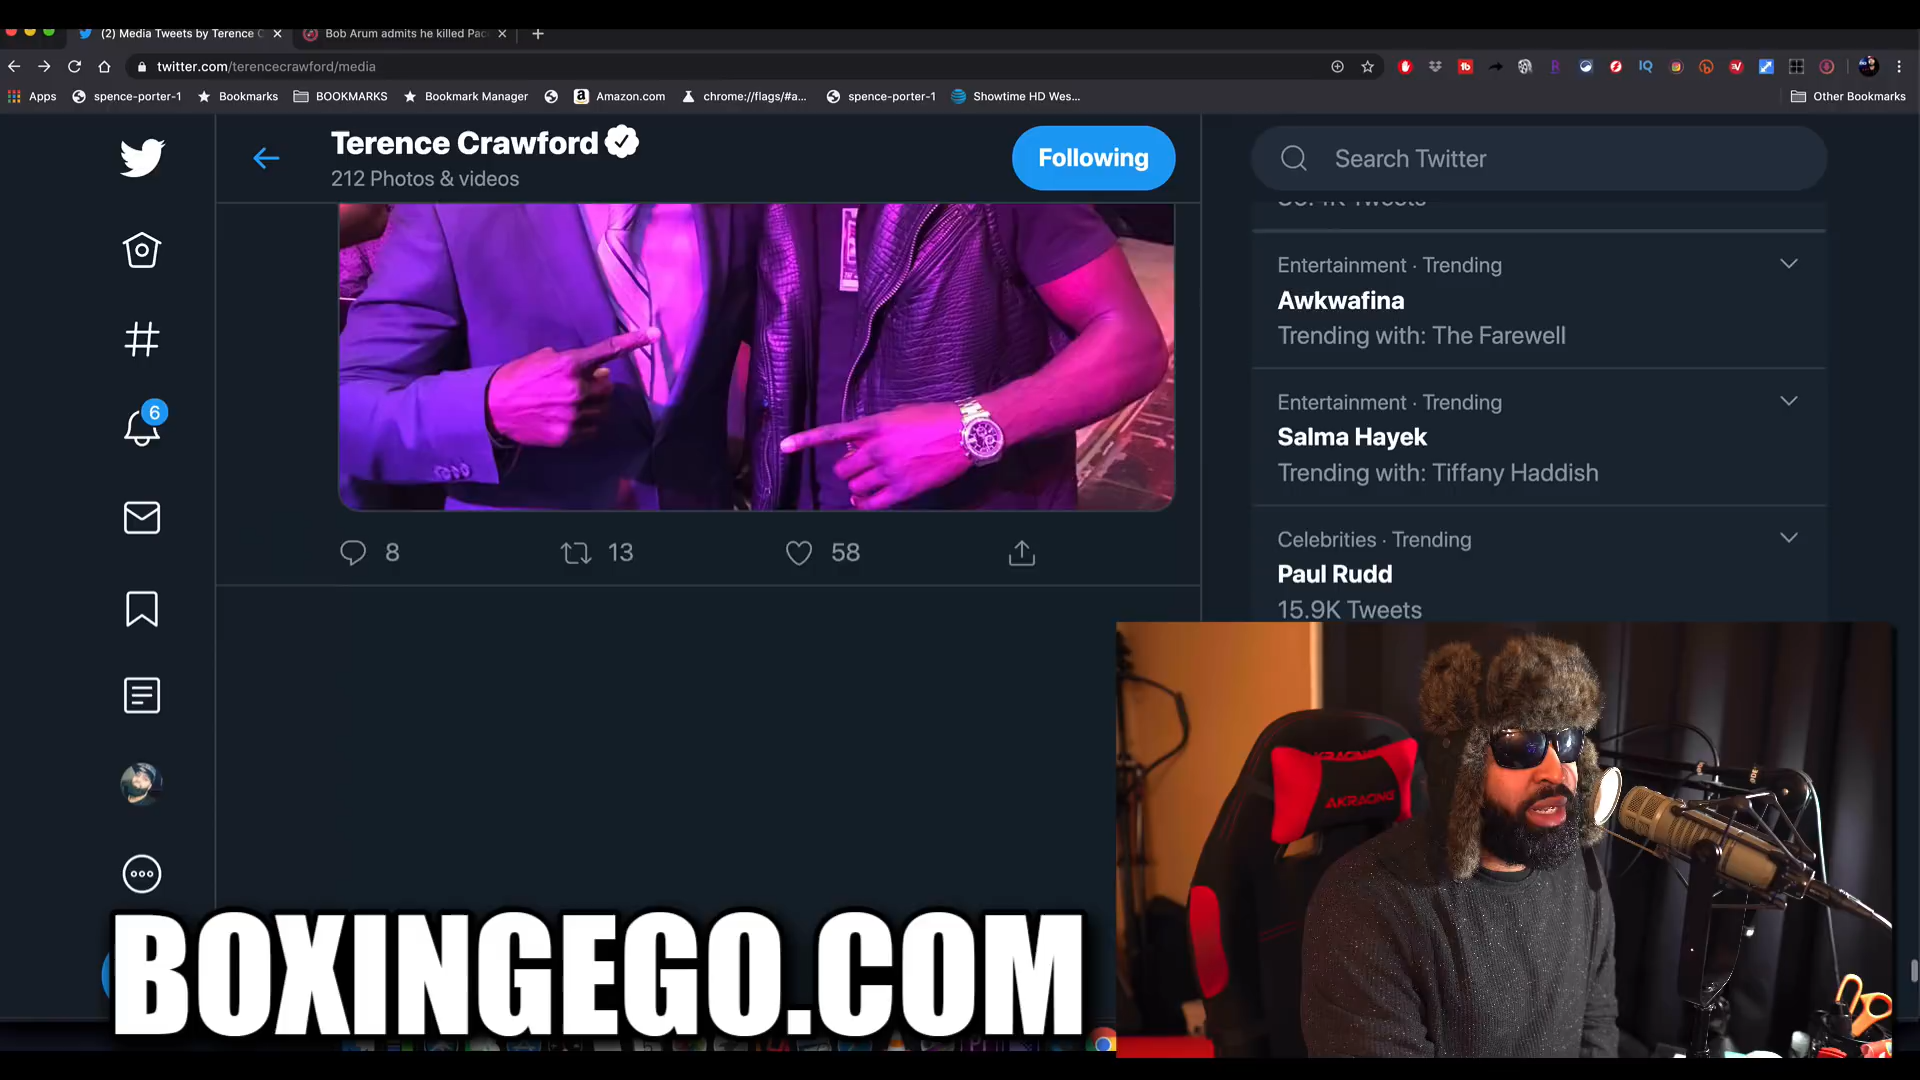 (2) Media Tweets by Terence C
Bob Arum admits he killed Pac
twitter.com/terencecrawford/media
Apps
spence-porter-1
Bookmarks
BOOKMARKS
Bookmark Manager
Amazon.com
chrome://flags/#a...
spence-porter-1
Showtime HD Wes...
Other Bookmarks
Terence Crawford
212 Photos & videos
Following
Search Twitter
Entertainment · Trending
Awkwafina
Trending with: The Farewell
Entertainment · Trending
Salma Hayek
Trending with: Tiffany Haddish
Celebrities · Trending
Paul Rudd
15.9K Tweets
6
8
13
58
AKRACING
BOXINGEGO.COM